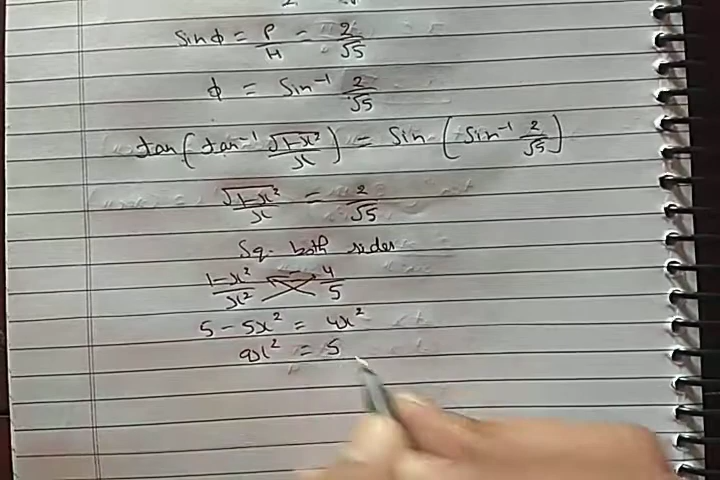 sinφ = P/H = 2/√5
φ = Sin⁻¹ 2/√5
tan(tan⁻¹ √1-x²/x) = Sin(Sin⁻¹ 2/√5)
√1-x²/x = 2/√5
Sq. both sides
1-x²/x² = 4/5
5 - 5x² = 4x²
9x² = 5